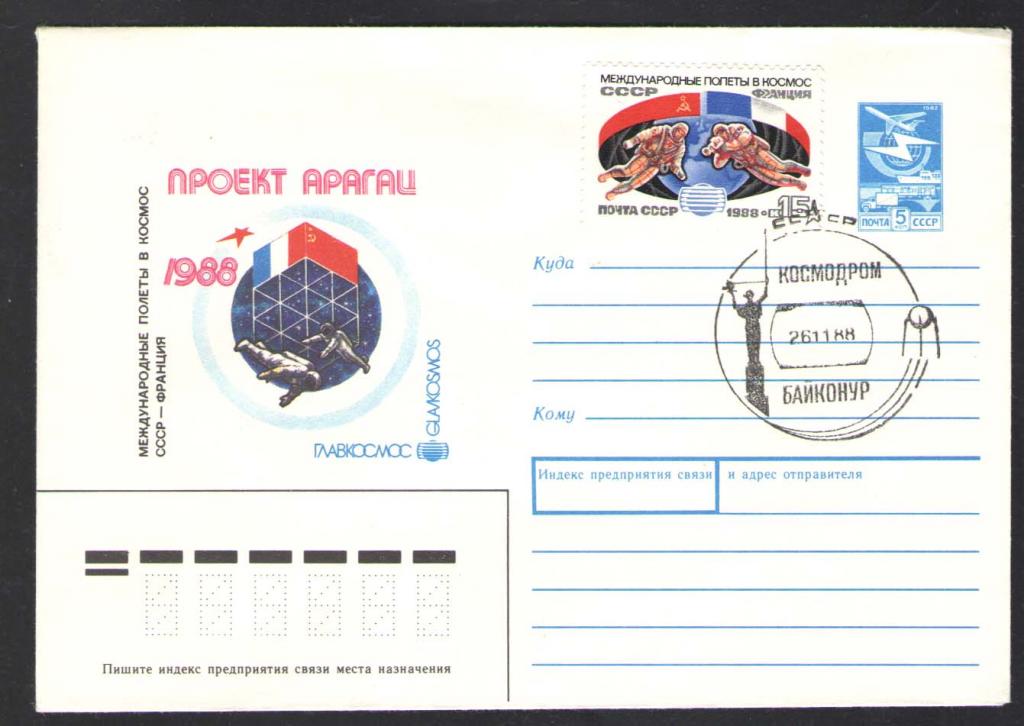 МЕЖДУНАРОДНЫЕ ПОЛЕТЫ В КОСМОС
СССР — ФРАНЦИЯ
ПРОЕКТ АРАГАЦ
1988
ГЛАВКОСМОС
GLAVKOSMOS
МЕЖДУНАРОДНЫЕ ПОЛЕТЫ В КОСМОС
СССР ФРАНЦИЯ
ПОЧТА СССР 1988 15К
1982
ПОЧТА 5 КОП СССР
СССР
КОСМОДРОМ
261188
БАЙКОНУР
Куда
Кому
Индекс предприятия связи и адрес отправителя
Пишите индекс предприятия связи места назначения